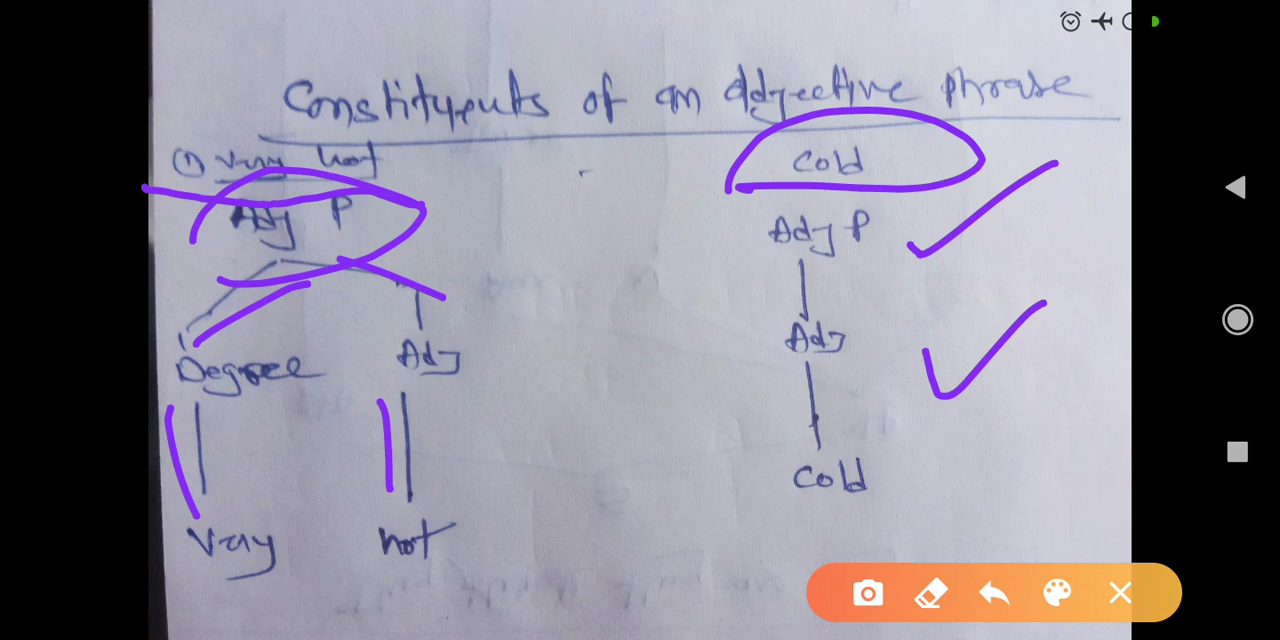 Constituents of an Adjective phrase
① Very hot
Adj P
Degree Adj
Very hot
Cold
Adj P
Adj
Cold